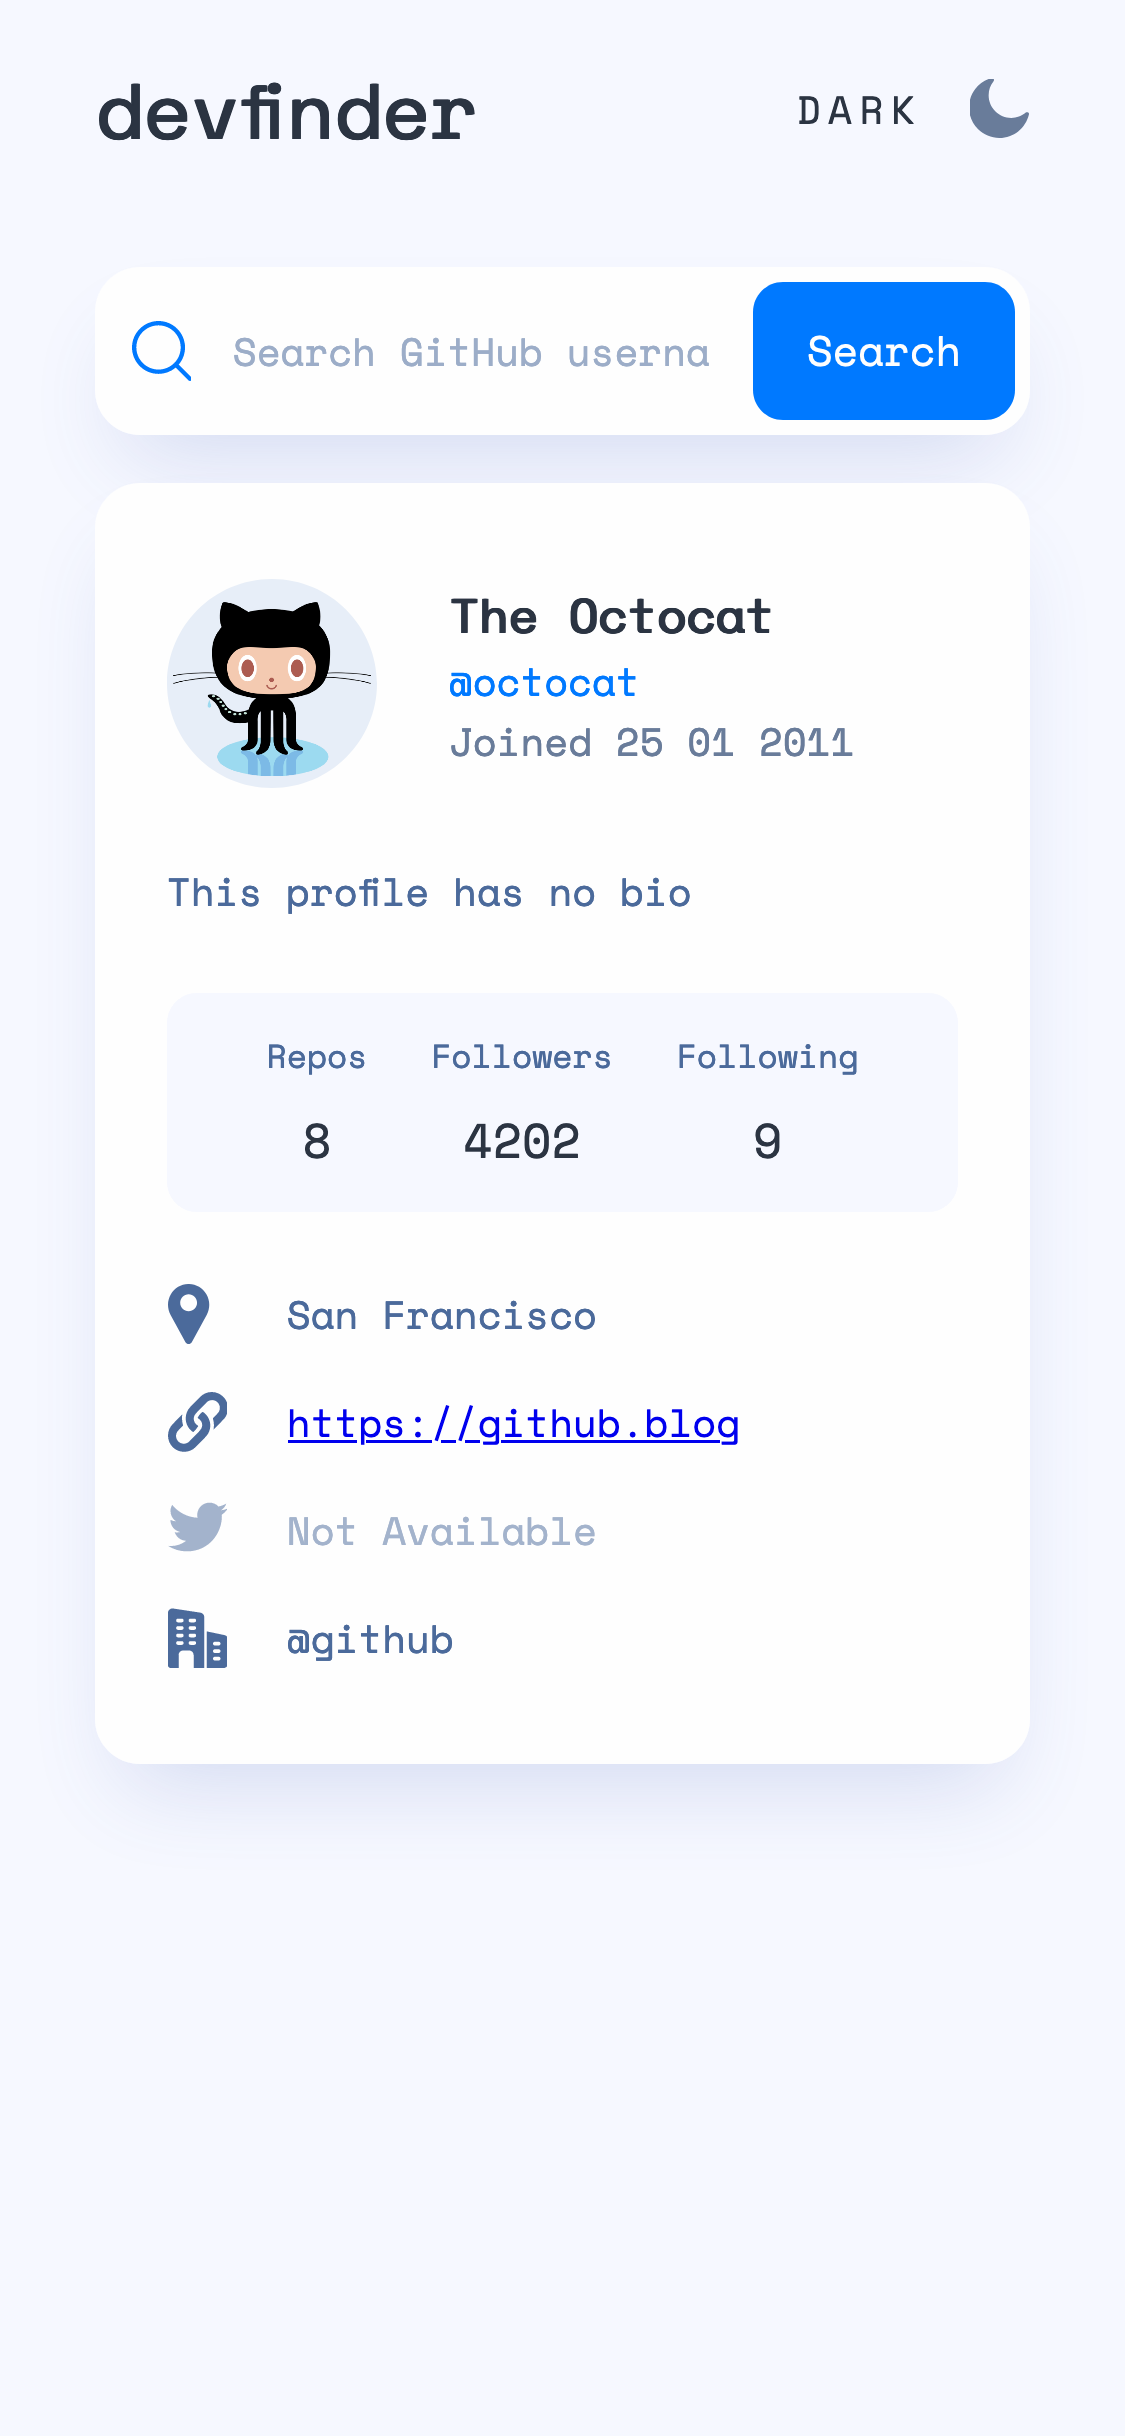 devfinder
DARK
Search GitHub userna
Search
The Octocat
@octocat
Joined 25 01 2011
This profile has no bio
Repos Followers Following
8 4202 9
San Francisco
https://github.blog
Not Available
@github